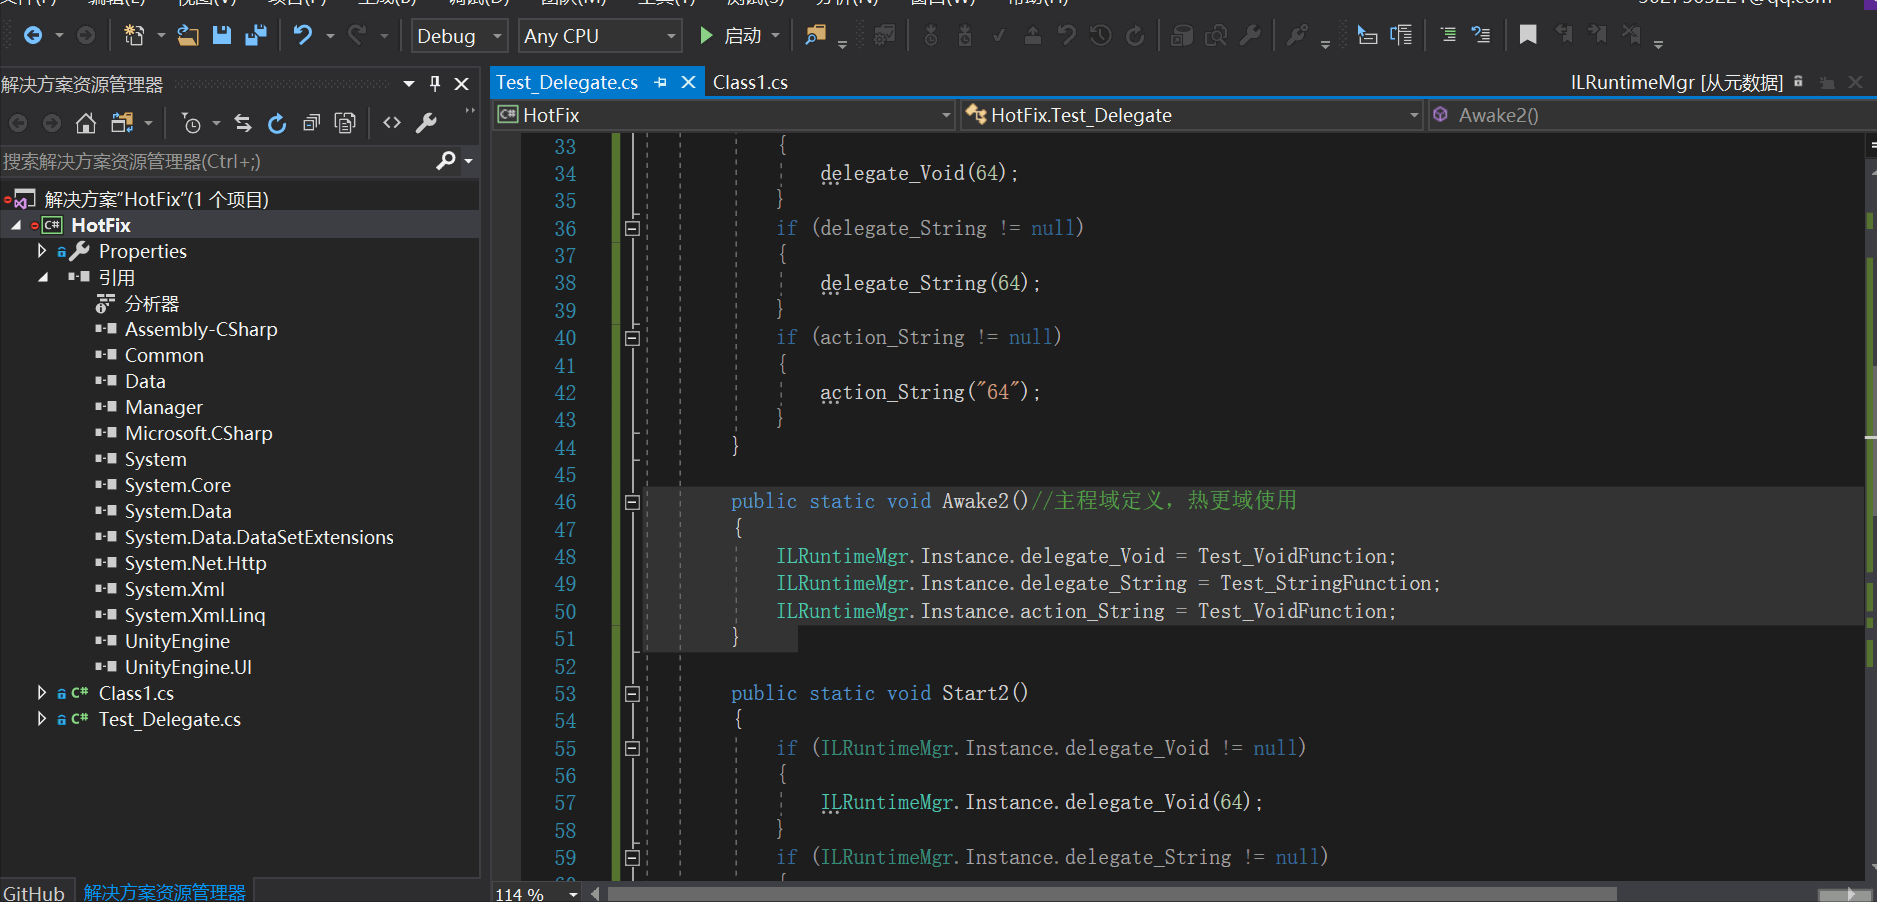 Debug
Any CPU
启动
解决方案资源管理器
搜索解决方案资源管理器(Ctrl+;)
解决方案"HotFix"(1 个项目)
HotFix
Properties
引用
分析器
Assembly-CSharp
Common
Data
Manager
Microsoft.CSharp
System
System.Core
System.Data
System.Data.DataSetExtensions
System.Net.Http
System.Xml
System.Xml.Linq
UnityEngine
UnityEngine.UI
Class1.cs
Test_Delegate.cs
GitHub 解决方案资源管理器
Test_Delegate.cs Class1.cs ILRuntimeMgr [从元数据]
HotFix HotFix.Test_Delegate Awake2()
33 {
34 delegate_Void(64);
35 }
36 if (delegate_String != null)
37 {
38 delegate_String(64);
39 }
40 if (action_String != null)
41 {
42 action_String("64");
43 }
44 }
45
46 public static void Awake2()//主程域定义，热更域使用
47 {
48 ILRuntimeMgr.Instance.delegate_Void = Test_VoidFunction;
49 ILRuntimeMgr.Instance.delegate_String = Test_StringFunction;
50 ILRuntimeMgr.Instance.action_String = Test_VoidFunction;
51 }
52
53 public static void Start2()
54 {
55 if (ILRuntimeMgr.Instance.delegate_Void != null)
56 {
57 ILRuntimeMgr.Instance.delegate_Void(64);
58 }
59 if (ILRuntimeMgr.Instance.delegate_String != null)
{
114 %